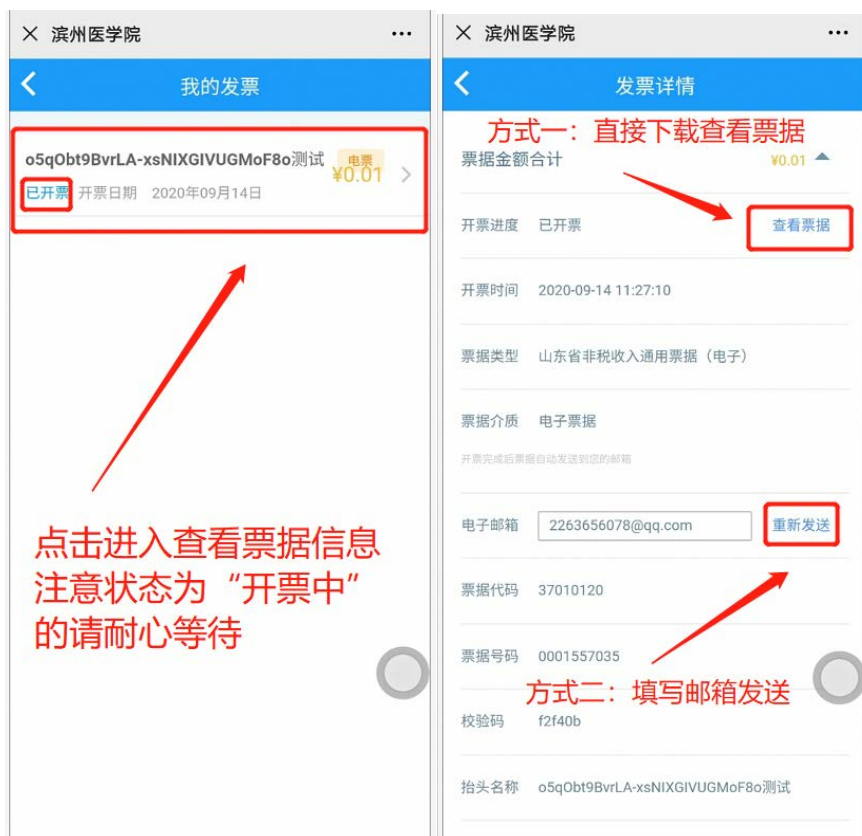 滨州医学院
我的发票
o5qObt9BvrLA-xsNIXGIVUGMoF8o测试
电票
¥0.01
已开票 开票日期 2020年09月14日
点击进入查看票据信息
注意状态为“开票中”
的请耐心等待
滨州医学院
发票详情
方式一：直接下载查看票据
票据金额合计 ¥0.01
开票进度 已开票 查看票据
开票时间 2020-09-14 11:27:10
票据类型 山东省非税收入通用票据（电子）
票据介质 电子票据
开票完成后票据自动发送到您的邮箱
电子邮箱 2263656078@qq.com 重新发送
票据代码 37010120
票据号码 0001557035
方式二：填写邮箱发送
校验码 f2f40b
抬头名称 o5qObt9BvrLA-xsNIXGIVUGMoF8o测试